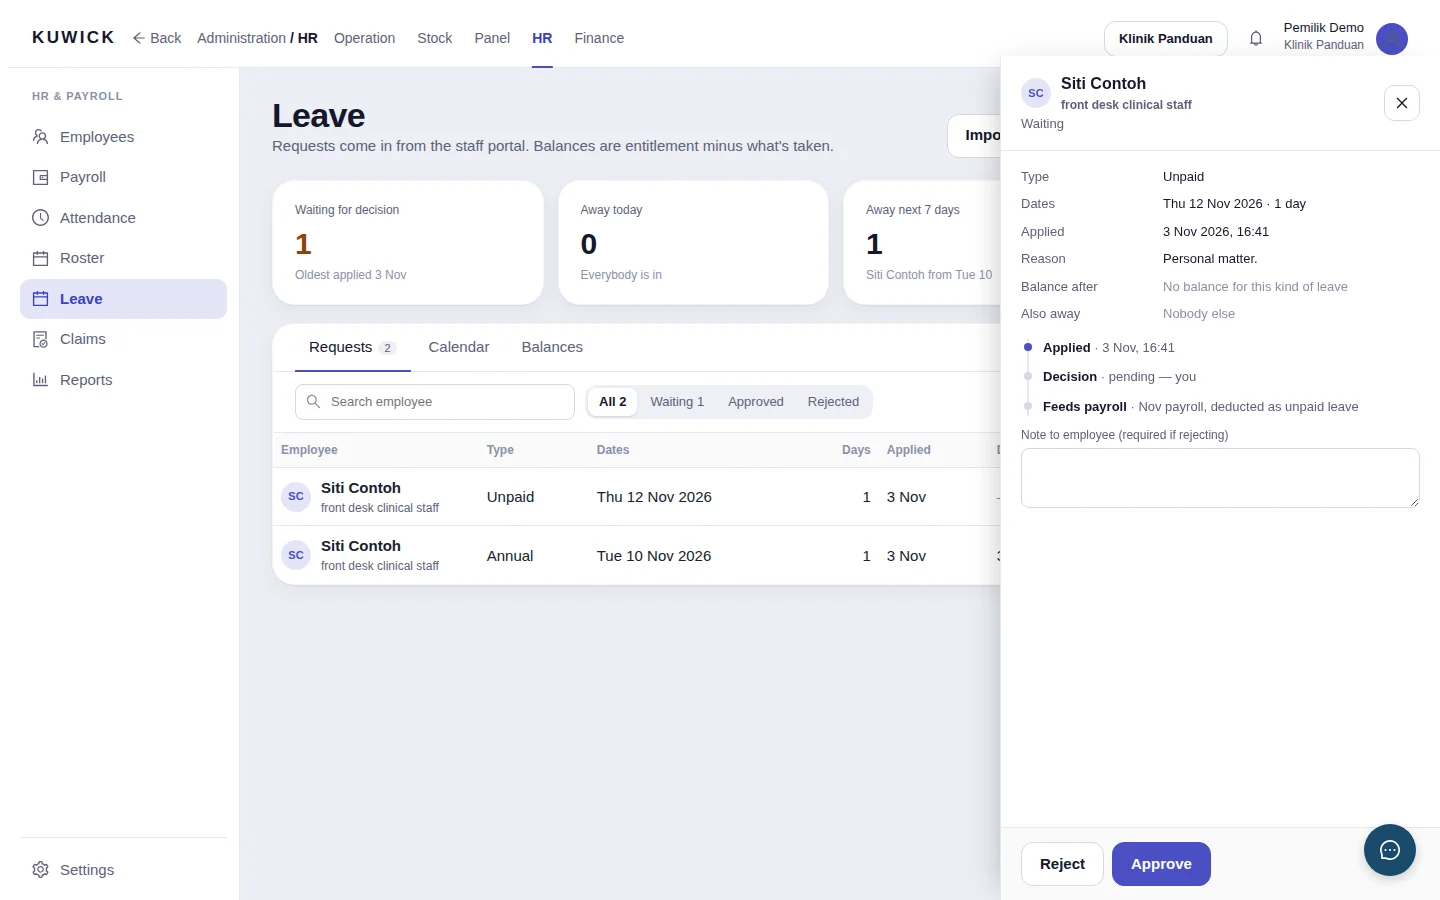 KUWICK
Back
Administration / HR
Operation
Stock
Panel
HR
Finance
Klinik Panduan
Pemilik Demo
Klinik Panduan
HR & PAYROLL
Employees
Payroll
Attendance
Roster
Leave
Claims
Reports
Settings
Leave
Requests come in from the staff portal. Balances are entitlement minus what's taken.
Waiting for decision
1
Oldest applied 3 Nov
Away today
0
Everybody is in
Away next 7 days
1
Siti Contoh from Tue 10
Requests 2
Calendar
Balances
Search employee
All 2
Waiting 1
Approved
Rejected
Employee Type Dates Days Applied
SC Siti Contoh Unpaid Thu 12 Nov 2026 1 3 Nov
front desk clinical staff
SC Siti Contoh Annual Tue 10 Nov 2026 1 3 Nov
front desk clinical staff
SC Siti Contoh
front desk clinical staff
Waiting
Type Unpaid
Dates Thu 12 Nov 2026 · 1 day
Applied 3 Nov 2026, 16:41
Reason Personal matter.
Balance after No balance for this kind of leave
Also away Nobody else
Applied · 3 Nov, 16:41
Decision · pending — you
Feeds payroll · Nov payroll, deducted as unpaid leave
Note to employee (required if rejecting)
Reject
Approve